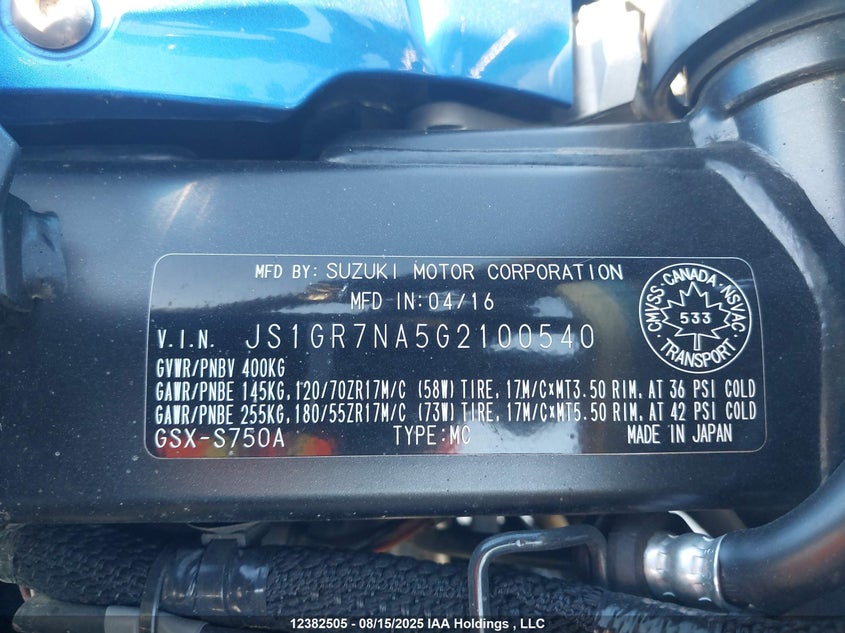 MFD BY: SUZUKI MOTOR CORPORATION
MFD IN: 04/16
V.I.N. JS1GR7NA5G2100540
GVWR/PNBV 400KG
GAWR/PNBE 145KG,120/70ZR17M/C (58W) TIRE, 17M/C×MT3.50 RIM, AT 36 PSI COLD
GAWR/PNBE 255KG,180/55ZR17M/C (73W) TIRE, 17M/C×MT5.50 RIM, AT 42 PSI COLD
GSX-S750A TYPE:MC MADE IN JAPAN
CMVSS CANADA NSVAC
533
TRANSPORT
12382505 - 08/15/2025 IAA Holdings , LLC